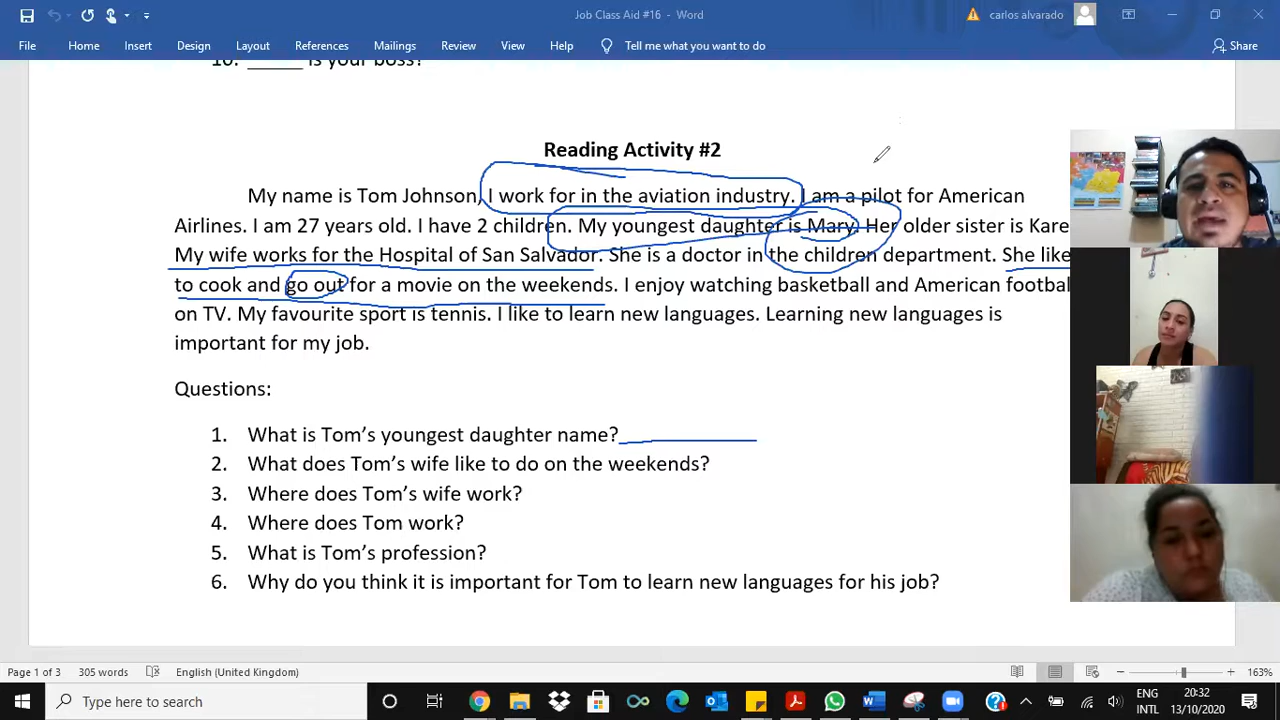 Job Class Aid #16 - Word
carlos alvarado
File Home Insert Design Layout References Mailings Review View Help Tell me what you want to do Share
10. _____ is your boss?
Reading Activity #2
My name is Tom Johnson, I work for in the aviation industry. I am a pilot for American
Airlines. I am 27 years old. I have 2 children. My youngest daughter is Mary. Her older sister is Kare
My wife works for the Hospital of San Salvador. She is a doctor in the children department. She like
to cook and go out for a movie on the weekends. I enjoy watching basketball and American footbal
on TV. My favourite sport is tennis. I like to learn new languages. Learning new languages is
important for my job.
Questions:
1. What is Tom's youngest daughter name?
2. What does Tom's wife like to do on the weekends?
3. Where does Tom's wife work?
4. Where does Tom work?
5. What is Tom's profession?
6. Why do you think it is important for Tom to learn new languages for his job?
Page 1 of 3 305 words English (United Kingdom) 163%
Type here to search
ENG
INTL
20:32
13/10/2020